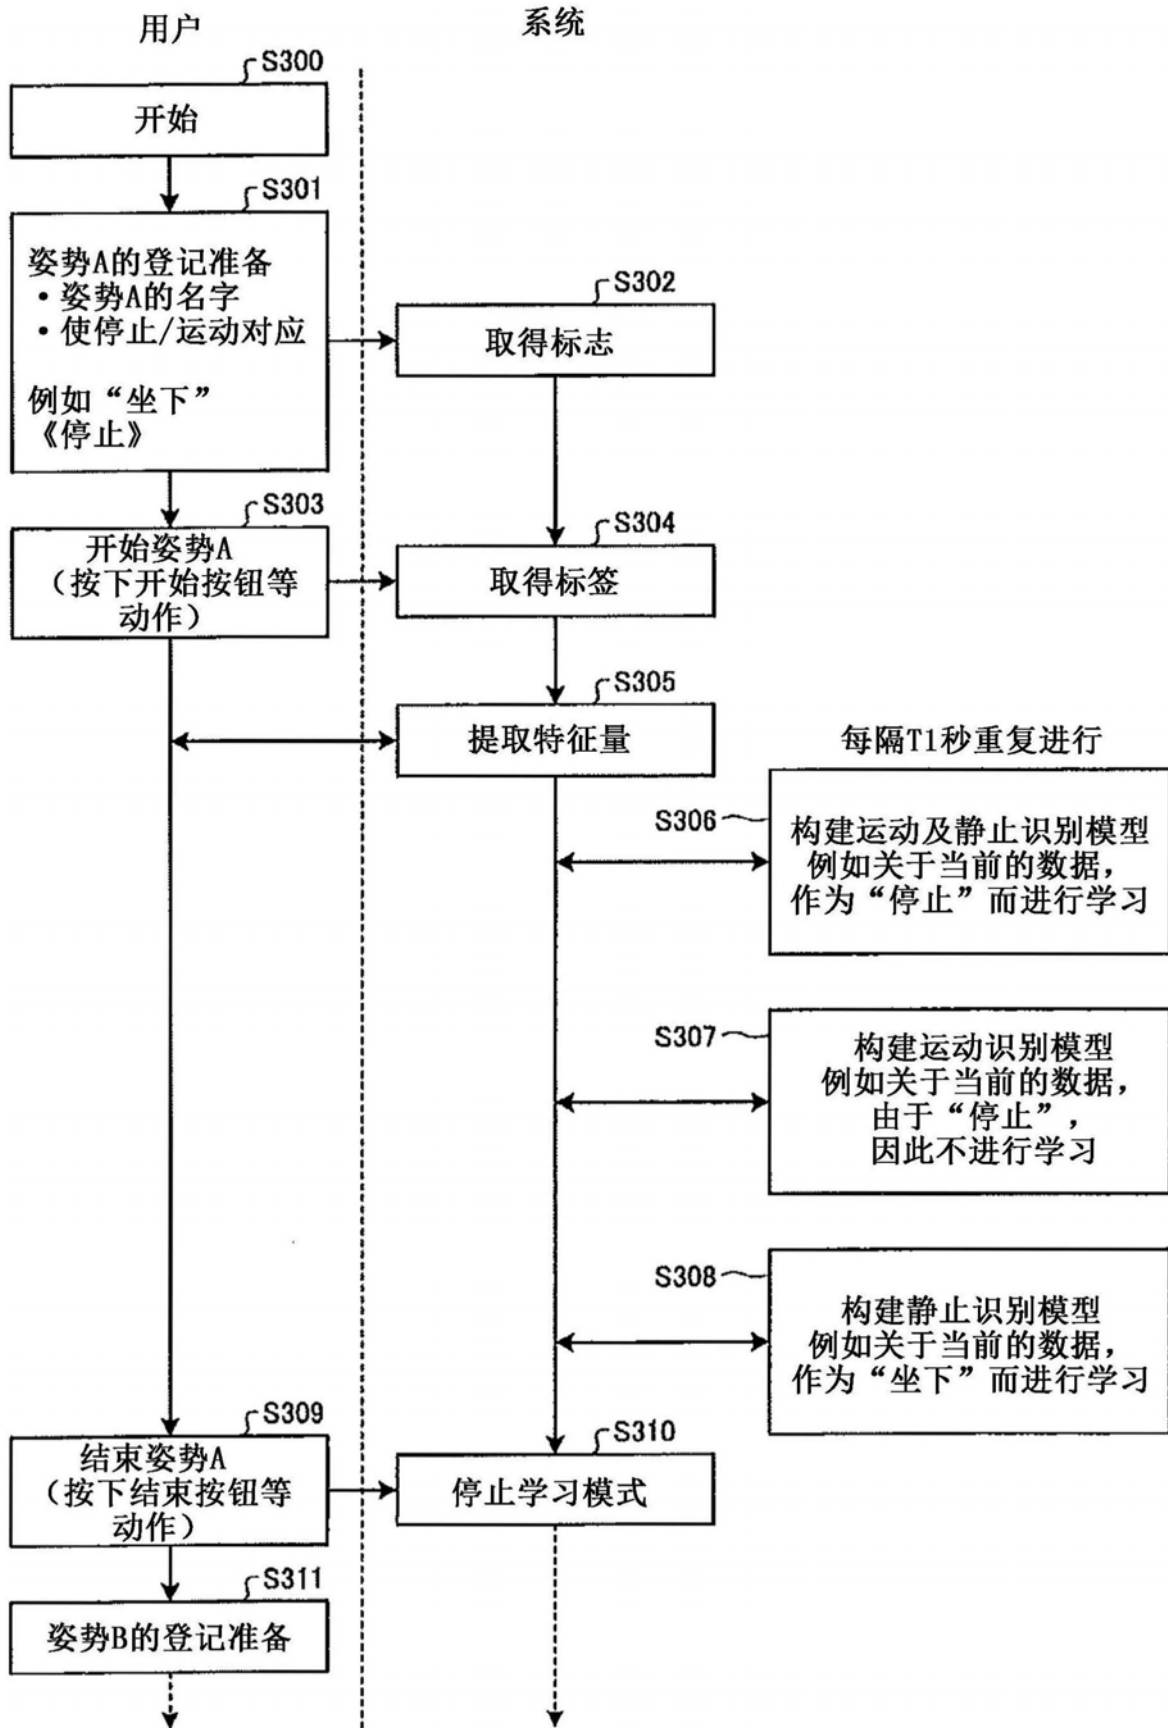 用户
系统
S300
开始
S301
姿势A的登记准备
・姿势A的名字
・使停止/运动对应
例如“坐下”
《停止》
S302
取得标志
S303
开始姿势A
（按下开始按钮等
动作）
S304
取得标签
S305
提取特征量
每隔T1秒重复进行
S306
构建运动及静止识别模型
例如关于当前的数据，
作为“停止”而进行学习
S307
构建运动识别模型
例如关于当前的数据，
由于“停止”，
因此不进行学习
S308
构建静止识别模型
例如关于当前的数据，
作为“坐下”而进行学习
S309
结束姿势A
（按下结束按钮等
动作）
S310
停止学习模式
S311
姿势B的登记准备